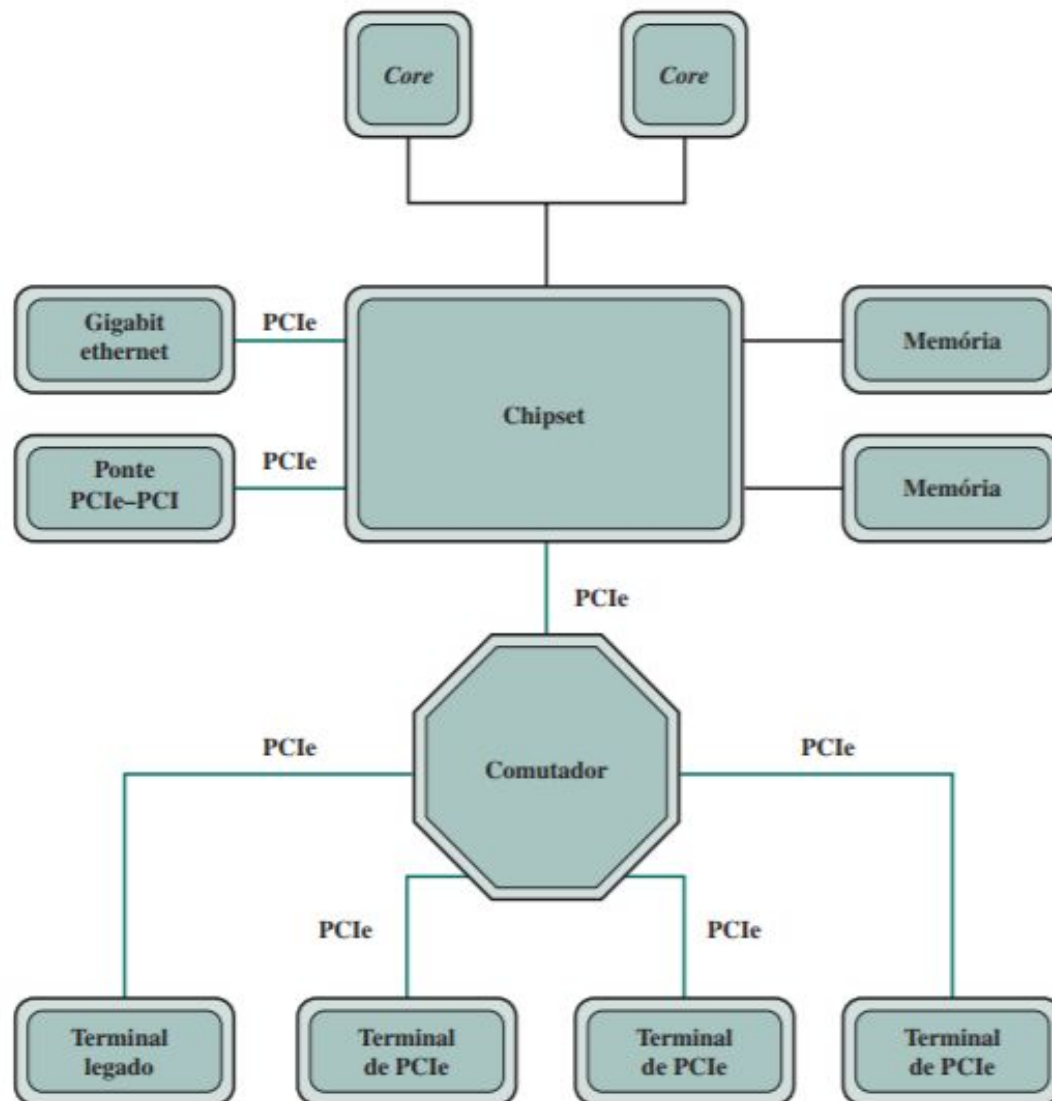 Core
Core
Gigabit
ethernet
PCIe
Chipset
Memória
Ponte
PCIe–PCI
PCIe
Memória
PCIe
PCIe
Comutador
PCIe
PCIe
PCIe
Terminal
legado
Terminal
de PCIe
Terminal
de PCIe
Terminal
de PCIe